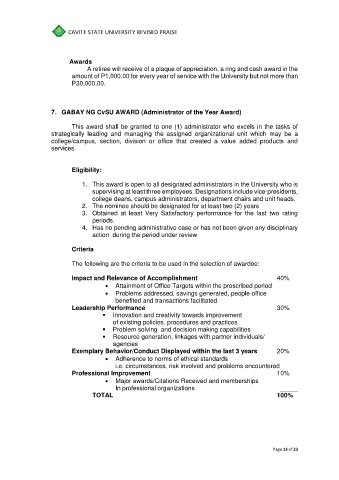 CAVITE STATE UNIVERSITY REVISED PRAISE
Awards
A retiree will receive of a plaque of appreciation, a ring and cash award in the
amount of P1,000.00 for every year of service with the University but not more than
P30,000.00.
7. GABAY NG CvSU AWARD (Administrator of the Year Award)
This award shall be granted to one (1) administrator who excels in the tasks of
strategically leading and managing the assigned organizational unit which may be a
college/campus, section, division or office that created a value added products and
services.
Eligibility:
1. This award is open to all designated administrators in the University who is
supervising at least three employees. Designations include vice-presidents,
college deans, campus administrators, department chairs and unit heads.
2. The nominee should be designated for at least two (2) years
3. Obtained at least Very Satisfactory performance for the last two rating
periods.
4. Has no pending administrative case or has not been given any disciplinary
action during the period under review
Criteria
The following are the criteria to be used in the selection of awardee:
Impact and Relevance of Accomplishment 40%
• Attainment of Office Targets within the prescribed period
• Problems addressed, savings generated, people office
benefited and transactions facilitated
Leadership Performance 30%
• Innovation and creativity towards improvement
of existing policies, procedures and practices
• Problem solving and decision making capabilities
• Resource generation, linkages with partner individuals/
agencies
Exemplary Behavior/Conduct Displayed within the last 3 years 20%
• Adherence to norms of ethical standards
i.e: circumstances, risk involved and problems encountered
Professional Improvement 10%
• Major awards/Citations Received and memberships
In professional organizations
TOTAL 100%
Page 19 of 23